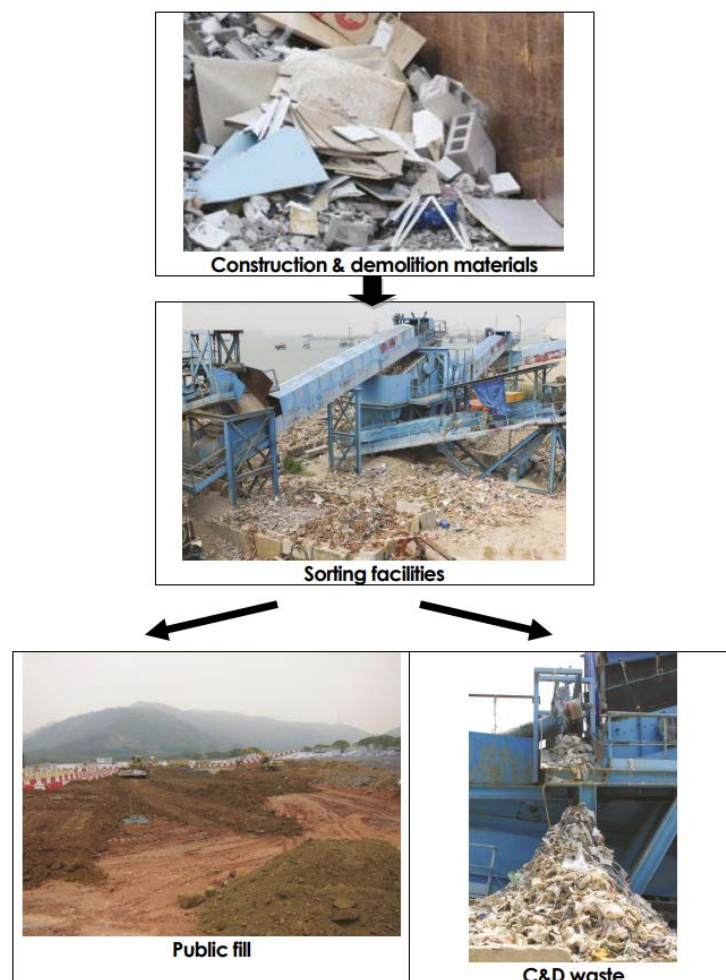 Construction & demolition materials
Sorting facilities
Public fill
C&D waste